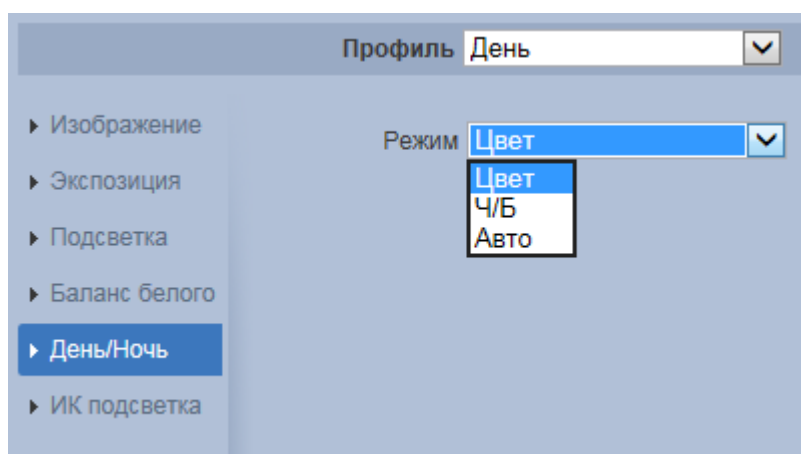 Профиль День
Изображение
Режим Цвет
Цвет
Экспозиция
Ч/Б
Подсветка
Авто
Баланс белого
День/Ночь
ИК подсветка